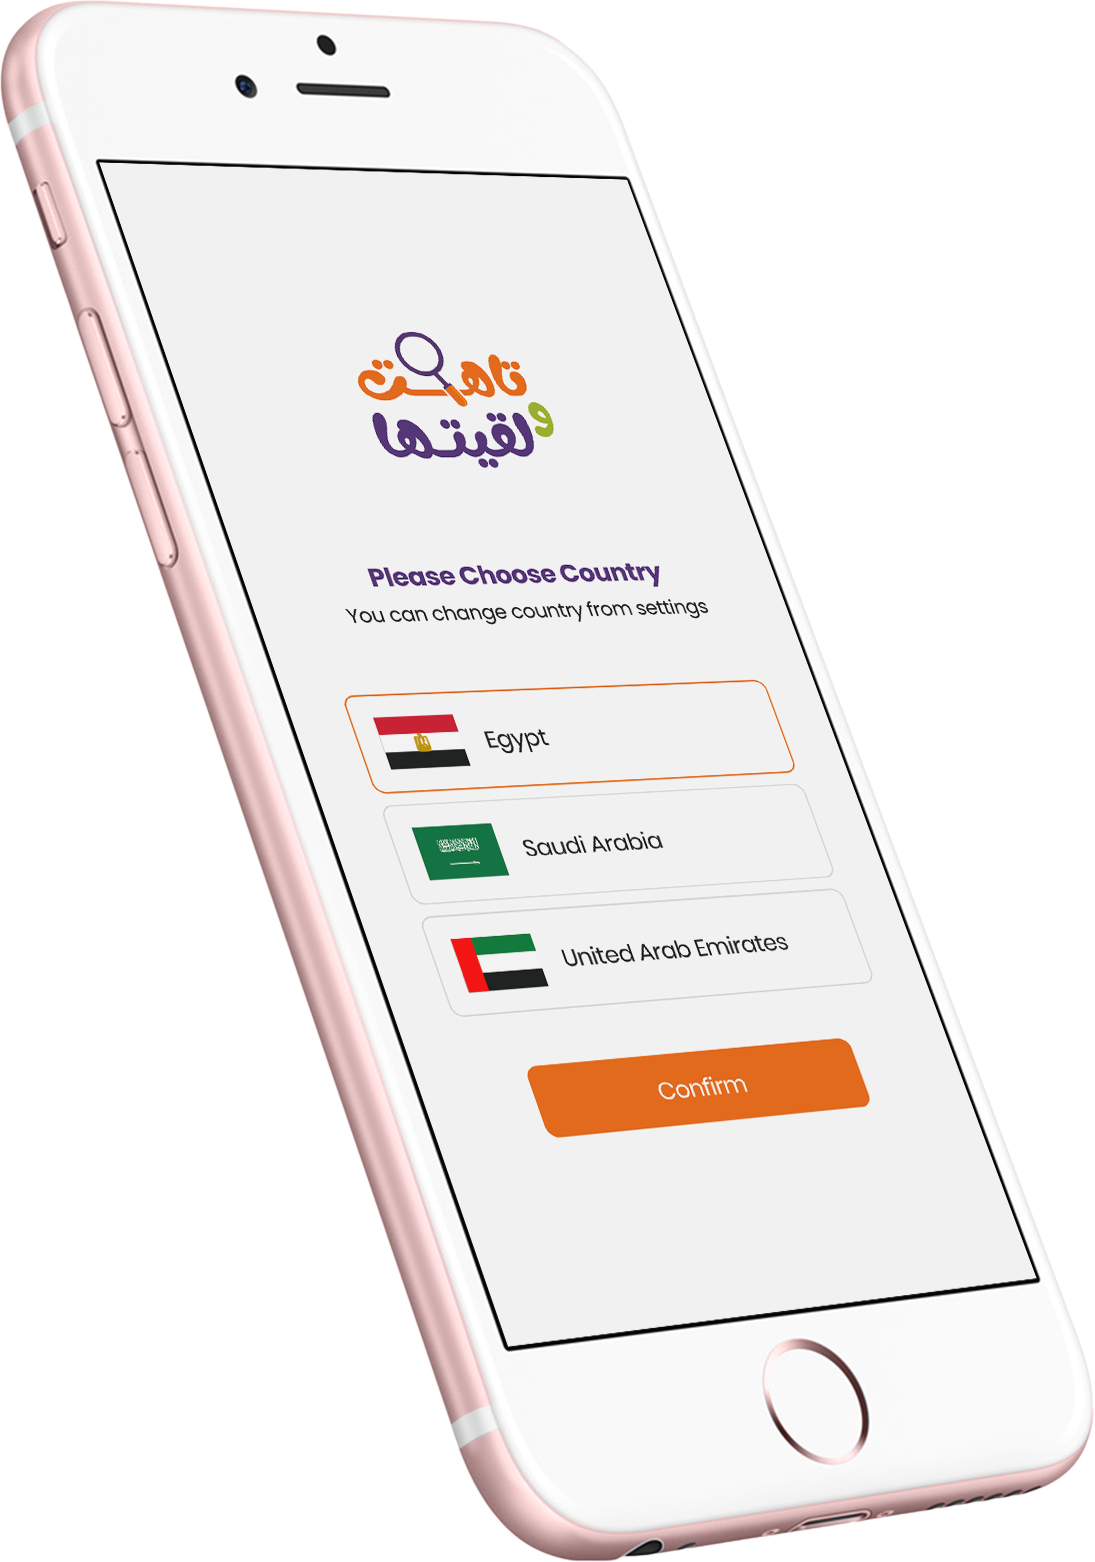 تاهت
و لقيتها
Please Choose Country
You can change country from settings
Egypt
Saudi Arabia
United Arab Emirates
Confirm